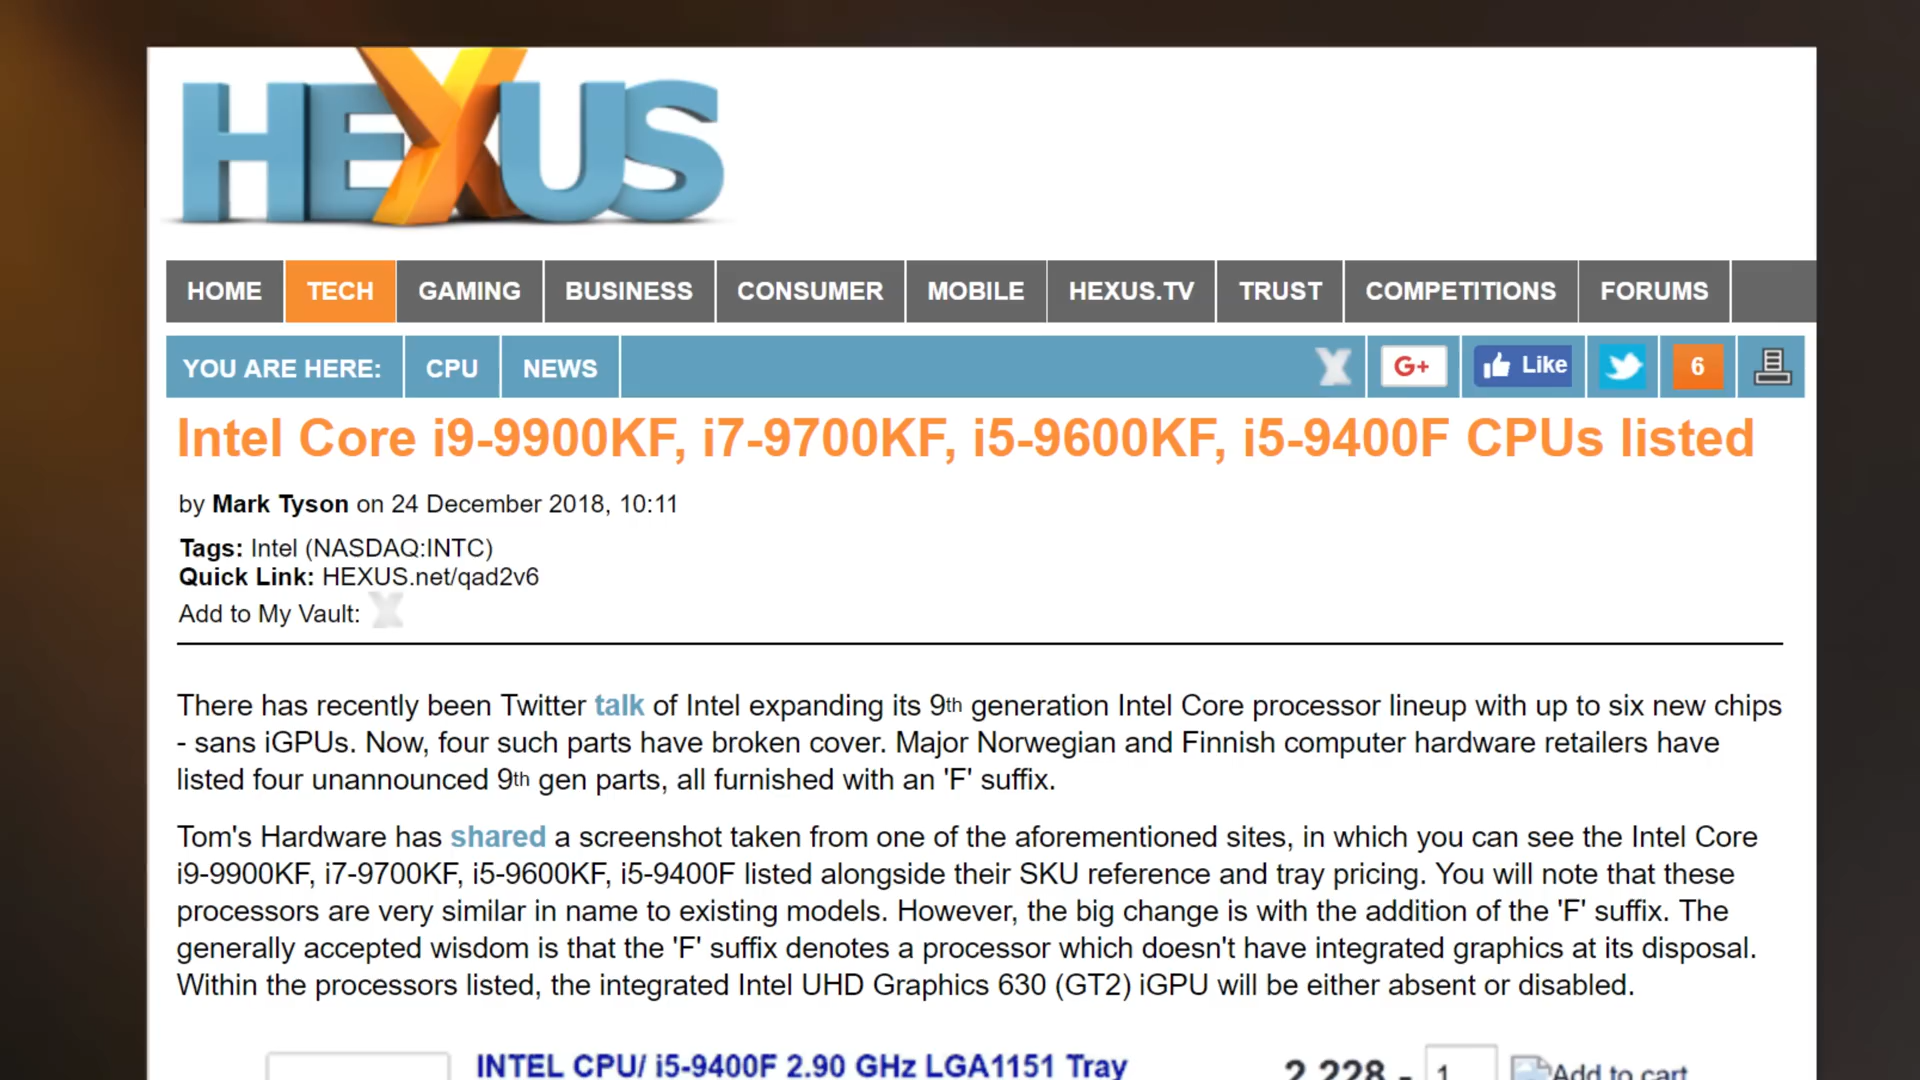 HEXUS
HOME TECH GAMING BUSINESS CONSUMER MOBILE HEXUS.TV TRUST COMPETITIONS FORUMS
YOU ARE HERE: CPU NEWS X G+ Like 6
Intel Core i9-9900KF, i7-9700KF, i5-9600KF, i5-9400F CPUs listed
by Mark Tyson on 24 December 2018, 10:11
Tags: Intel (NASDAQ:INTC)
Quick Link: HEXUS.net/qad2v6
Add to My Vault: X
There has recently been Twitter talk of Intel expanding its 9th generation Intel Core processor lineup with up to six new chips
- sans iGPUs. Now, four such parts have broken cover. Major Norwegian and Finnish computer hardware retailers have
listed four unannounced 9th gen parts, all furnished with an 'F' suffix.
Tom's Hardware has shared a screenshot taken from one of the aforementioned sites, in which you can see the Intel Core
i9-9900KF, i7-9700KF, i5-9600KF, i5-9400F listed alongside their SKU reference and tray pricing. You will note that these
processors are very similar in name to existing models. However, the big change is with the addition of the 'F' suffix. The
generally accepted wisdom is that the 'F' suffix denotes a processor which doesn't have integrated graphics at its disposal.
Within the processors listed, the integrated Intel UHD Graphics 630 (GT2) iGPU will be either absent or disabled.
INTEL CPU/ i5-9400F 2.90 GHz LGA1151 Tray 2 228,- 1 Add to cart